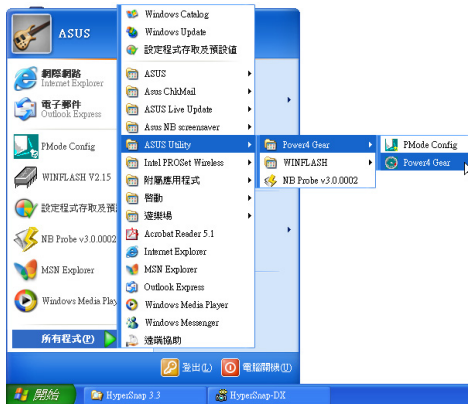 ASUS
網際網路
Internet Explorer
電子郵件
Outlook Express
PMode Config
WINFLASH V2.15
設定程式存取及預
NB Probe v3.0.0002
MSN Explorer
Windows Media Play
所有程式(P)
Windows Catalog
Windows Update
設定程式存取及預設值
ASUS
Asus ChkMail
ASUS Live Update
Asus NB screensaver
ASUS Utility
Intel PROSet Wireless
附屬應用程式
啟動
遊樂場
Acrobat Reader 5.1
Internet Explorer
MSN Explorer
Outlook Express
Windows Media Player
Windows Messenger
遠端協助
Power4 Gear
WINFLASH
NB Probe v3.0.0002
PMode Config
Power4 Gear
登出(L)
電腦關機(U)
開始
HyperSnap 3.3
HyperSnap-DX